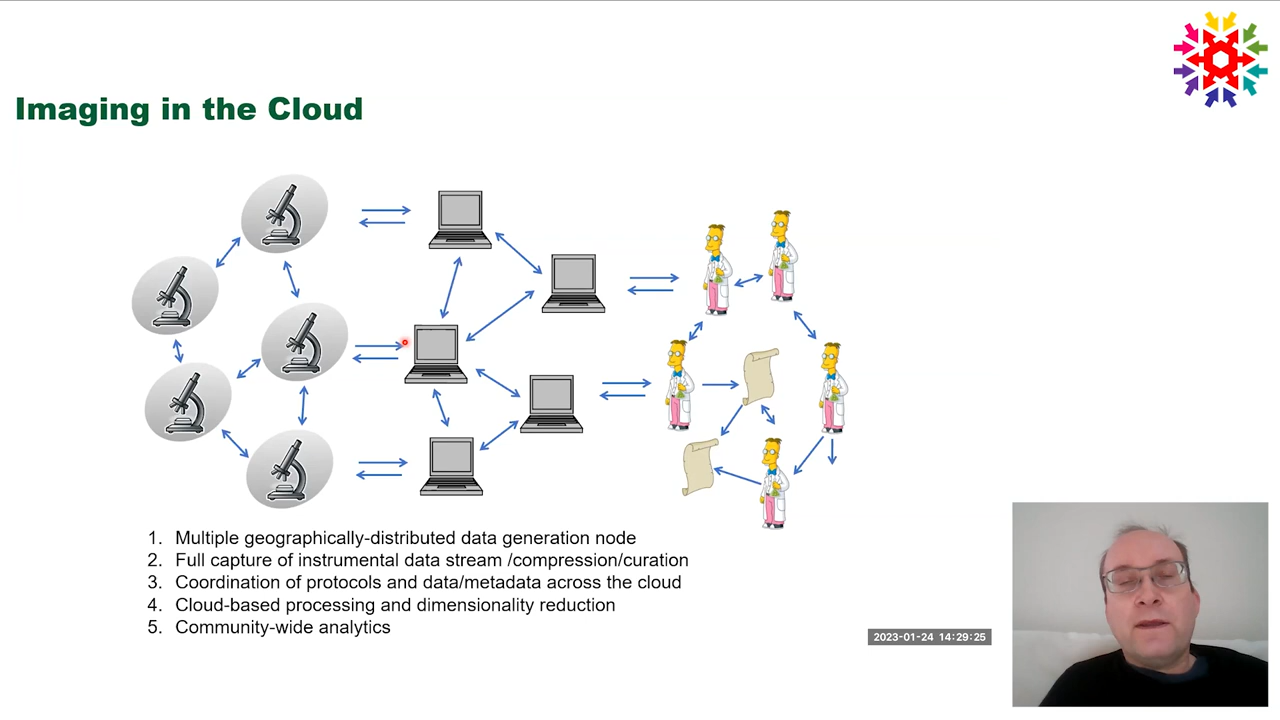 Imaging in the Cloud
1. Multiple geographically-distributed data generation node
2. Full capture of instrumental data stream /compression/curation
3. Coordination of protocols and data/metadata across the cloud
4. Cloud-based processing and dimensionality reduction
5. Community-wide analytics
2023-01-24 14:29:25